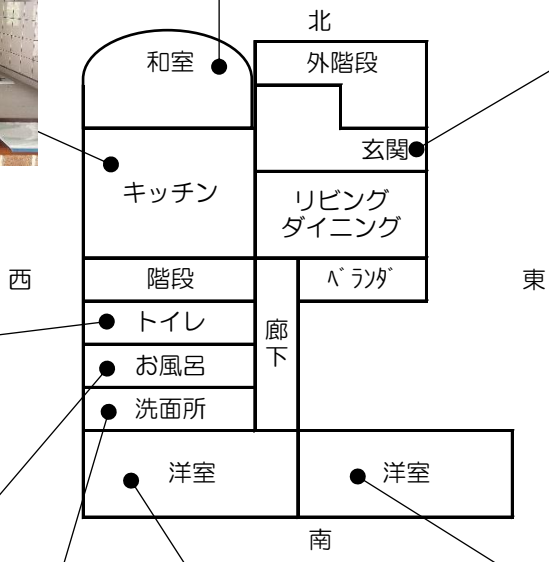 北
和室
外階段
玄関
キッチン
リビング
ダイニング
西
階段
ベランダ
東
トイレ
廊下
お風呂
洗面所
洋室
洋室
南